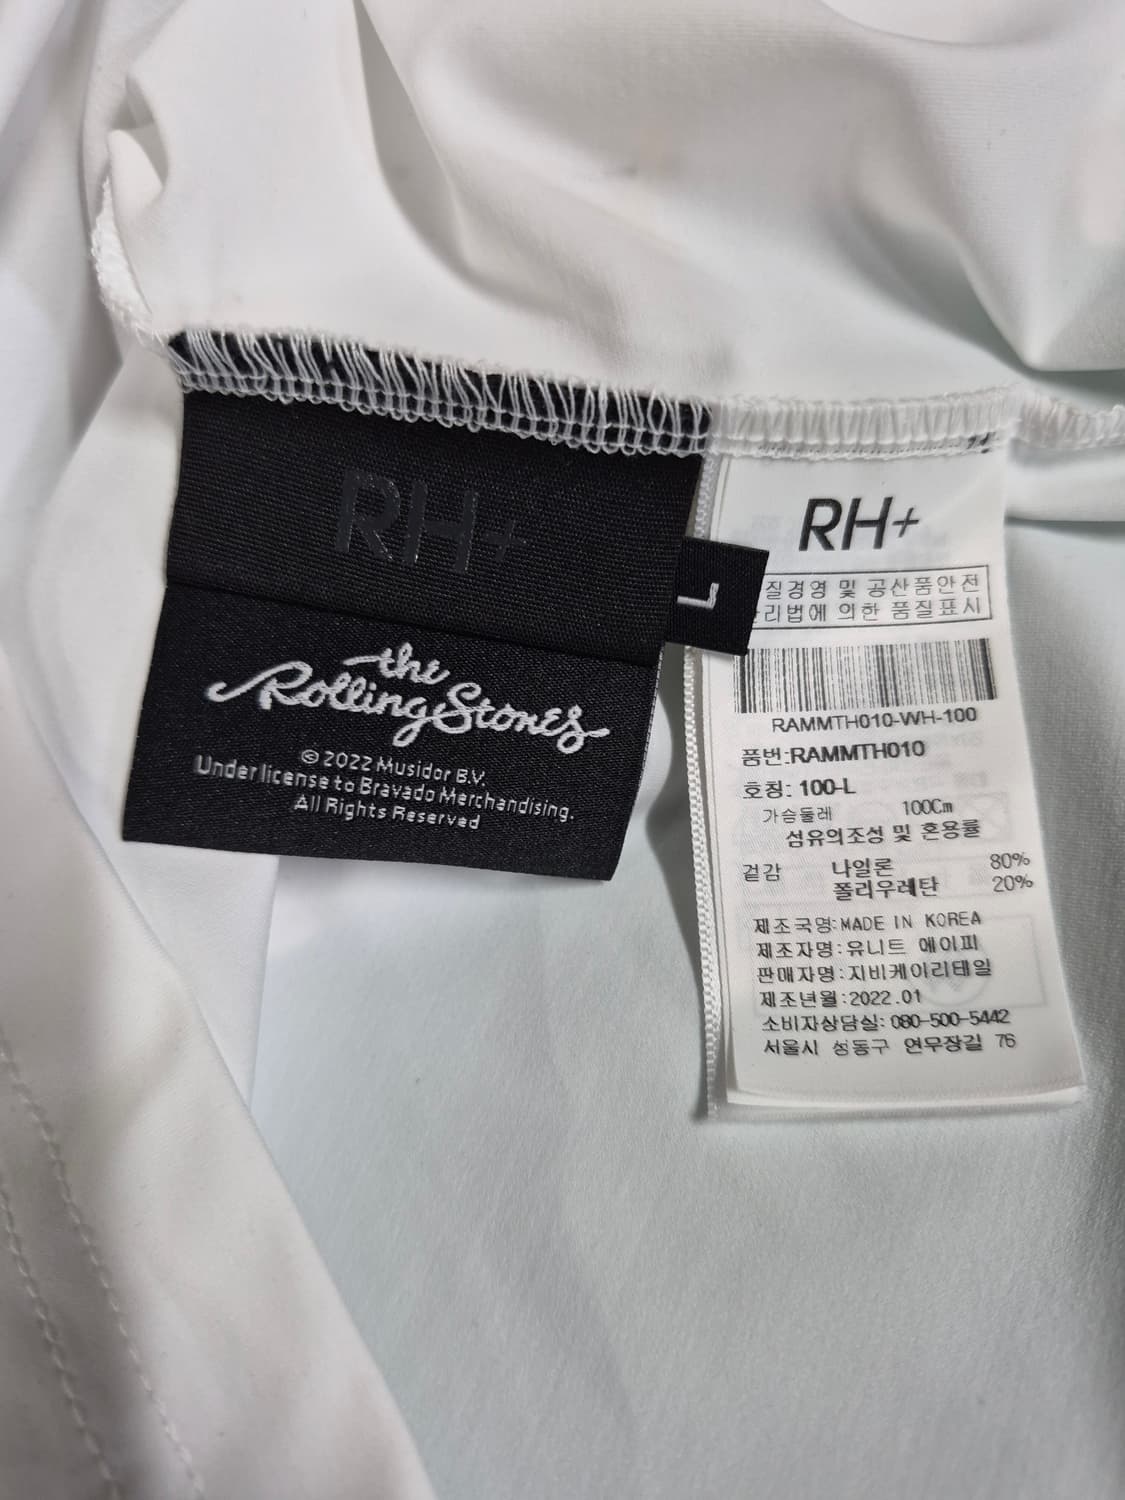 RH+
the
Rolling Stones
© 2022 Musidor B.V.
Under license to Bravado Merchandising.
All Rights Reserved
L
RH+
질경영 및 공산품안전
리법에 의한 품질표시
RAMMTH010-WH-100
품번:RAMMTH010
호칭: 100-L
가슴둘레 100Cm
섬유의조성 및 혼용률
겉감 나일론 80%
폴리우레탄 20%
제조국명:MADE IN KOREA
제조자명:유니트 에이피
판매자명:지비케이리테일
제조년월:2022.01
소비자상담실: 080-500-5442
서울시 성동구 연무장길 76